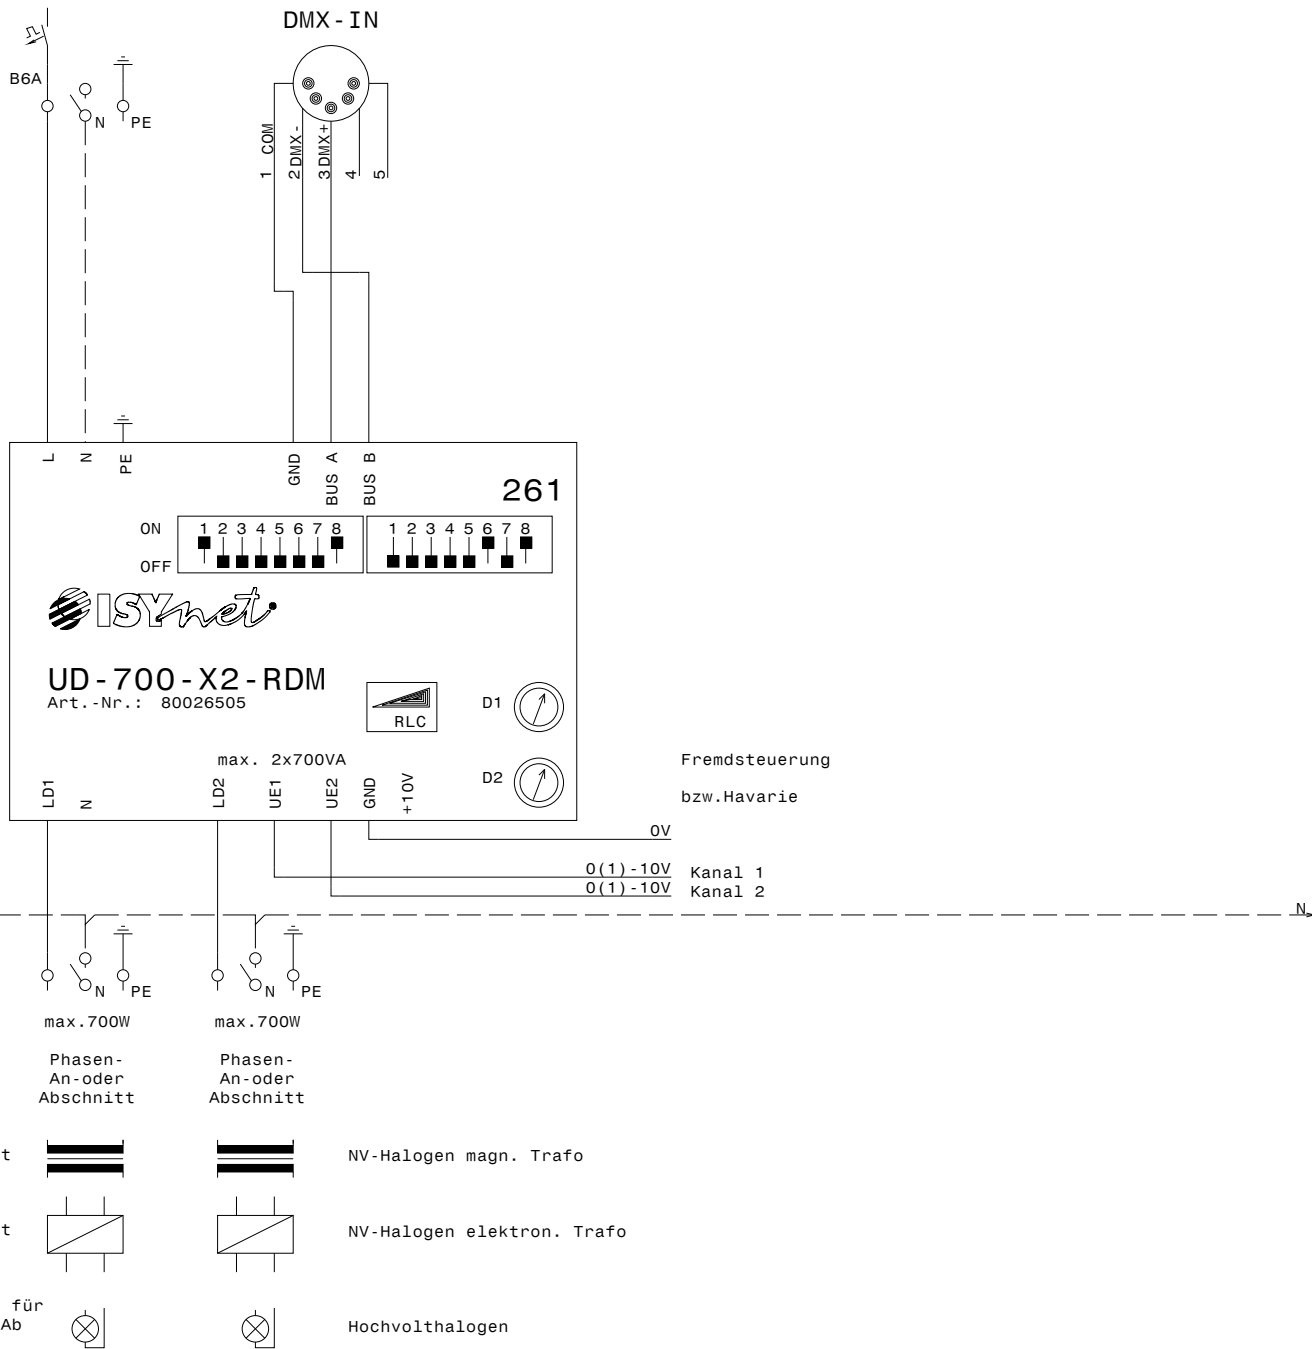 DMX-IN
B6A
N
PE
1 COM
2 DMX-
3 DMX+
4
5
L
N
PE
GND
BUS A
BUS B
261
ON
1 2 3 4 5 6 7 8
1 2 3 4 5 6 7 8
OFF
ISYnet
UD-700-X2-RDM
Art.-Nr.: 80026505
RLC
D1
D2
max. 2x700VA
LD1
N
LD2
UE1
UE2
GND
+10V
Fremdsteuerung
bzw.Havarie
0V
0(1)-10V Kanal 1
0(1)-10V Kanal 2
N
N
PE
N
PE
max.700W
max.700W
Phasen-
An-oder
Abschnitt
Phasen-
An-oder
Abschnitt
t
NV-Halogen magn. Trafo
t
NV-Halogen elektron. Trafo
für
Ab
Hochvolthalogen